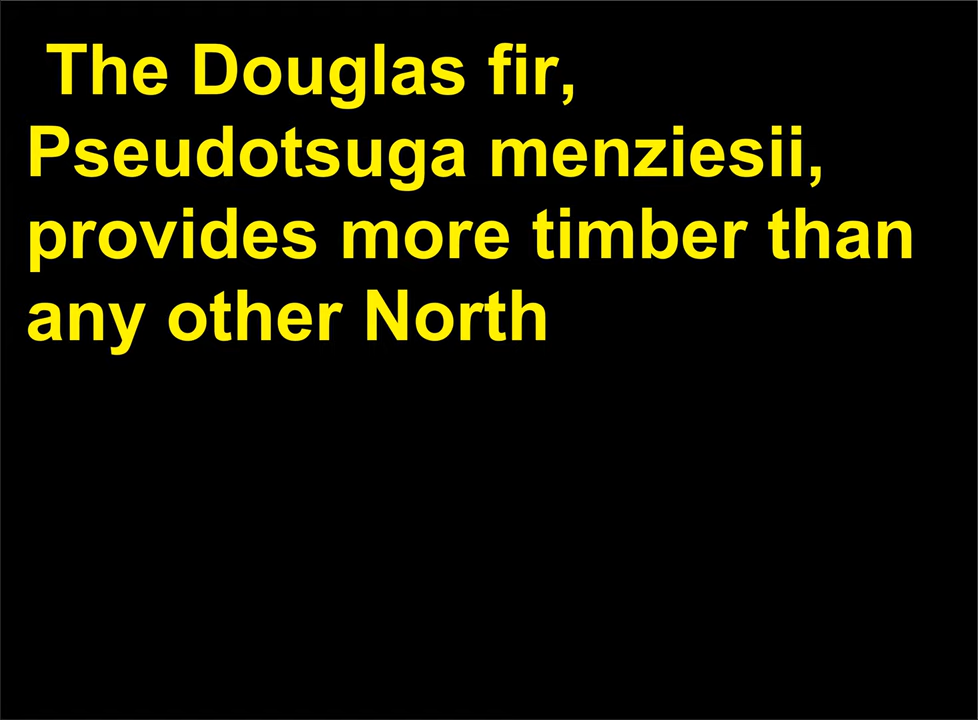 The Douglas fir,
Pseudotsuga menziesii,
provides more timber than
any other North